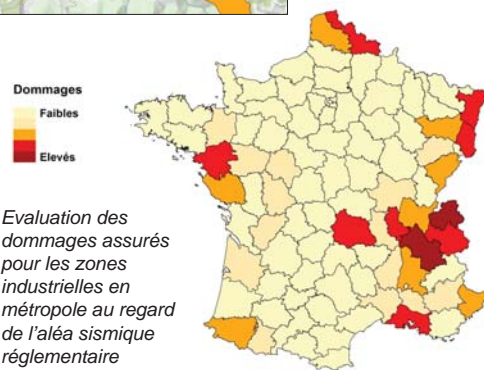 Dommages
Faibles
Elevés
Evaluation des
dommages assurés
pour les zones
industrielles en
métropole au regard
de l'aléa sismique
réglementaire